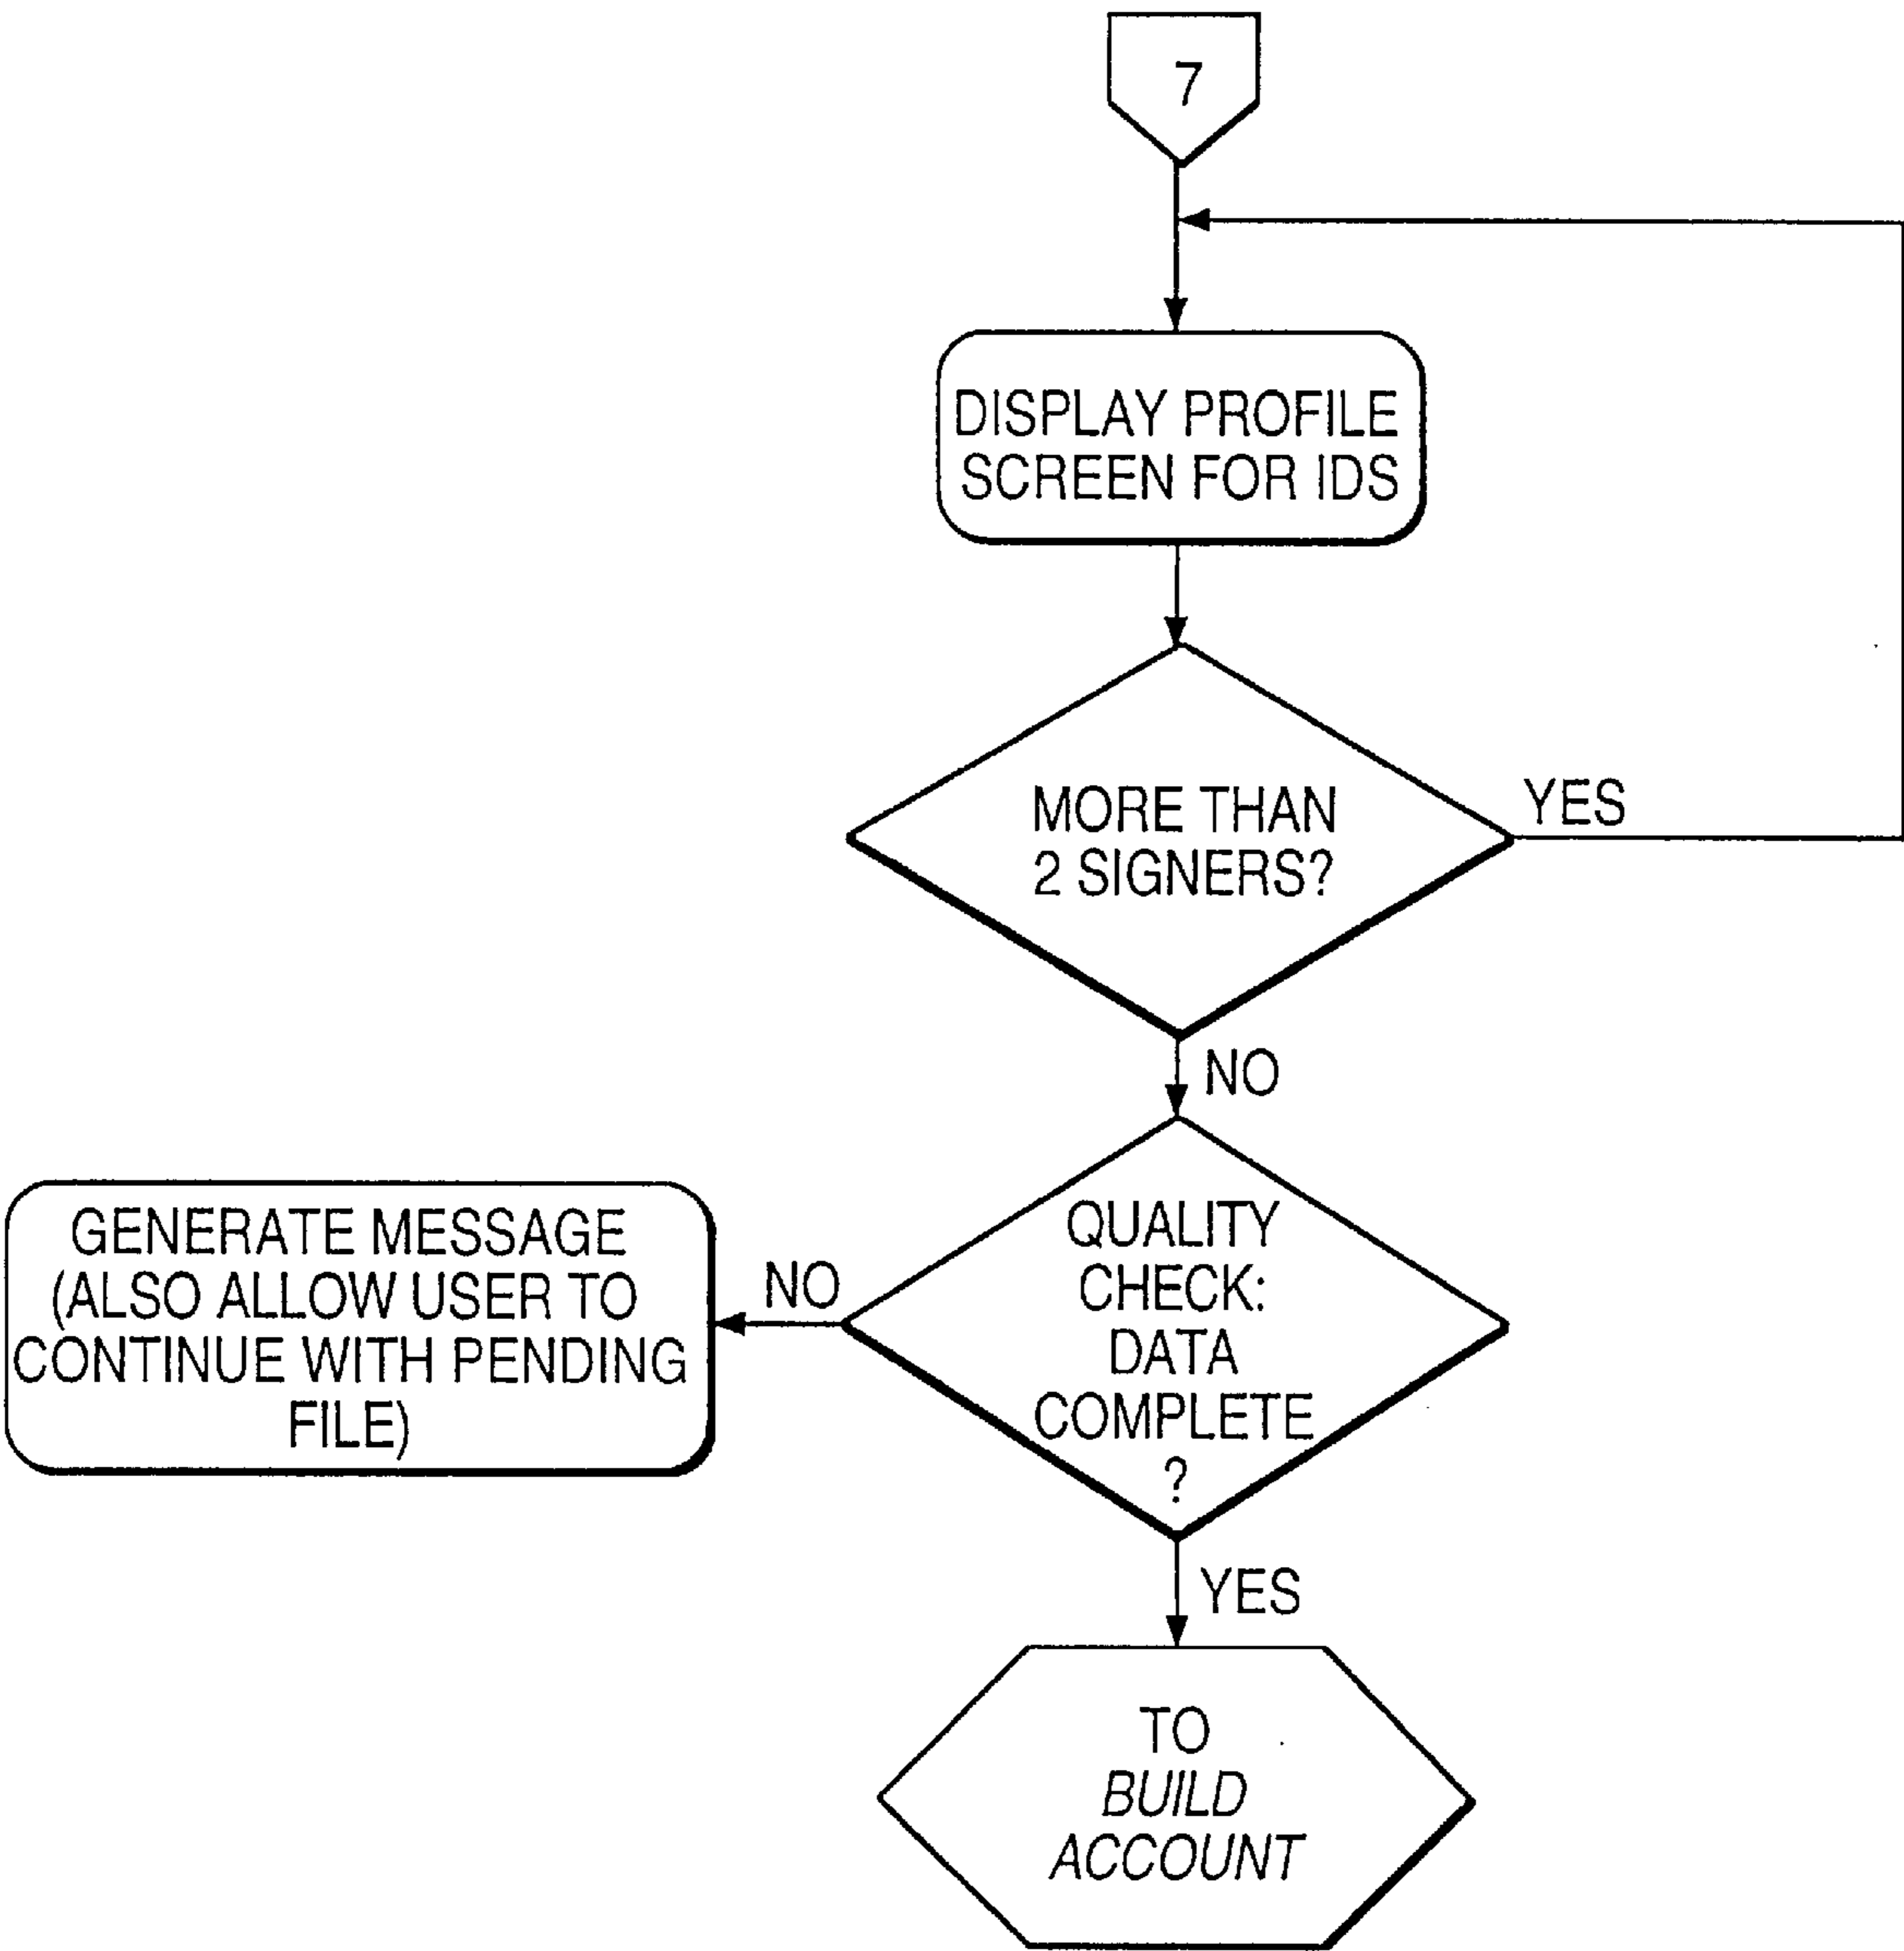 7
DISPLAY PROFILE
SCREEN FOR IDS
MORE THAN
2 SIGNERS?
YES
NO
QUALITY
CHECK:
DATA
COMPLETE
?
NO
GENERATE MESSAGE
(ALSO ALLOW USER TO
CONTINUE WITH PENDING
FILE)
YES
TO
BUILD
ACCOUNT